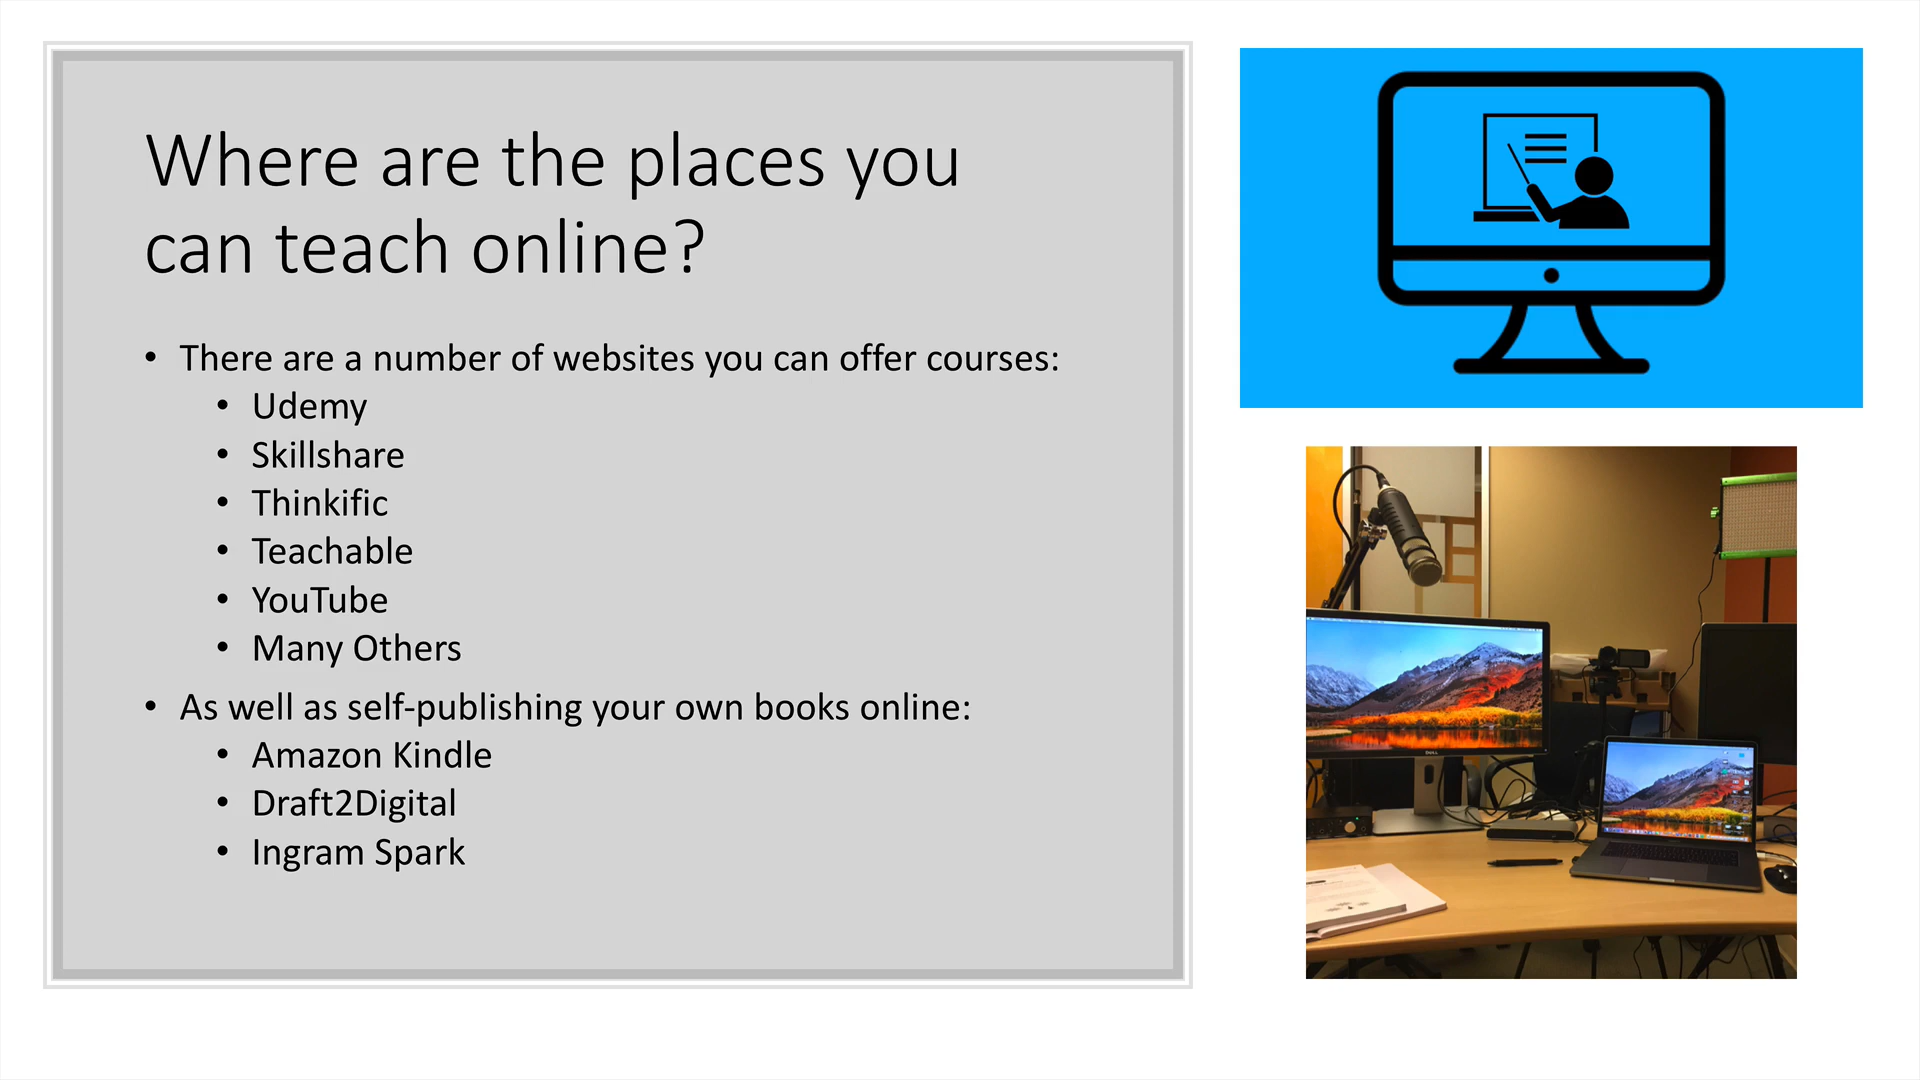 Where are the places you
can teach online?
• There are a number of websites you can offer courses:
• Udemy
• Skillshare
• Thinkific
• Teachable
• YouTube
• Many Others
• As well as self-publishing your own books online:
• Amazon Kindle
• Draft2Digital
• Ingram Spark
DELL